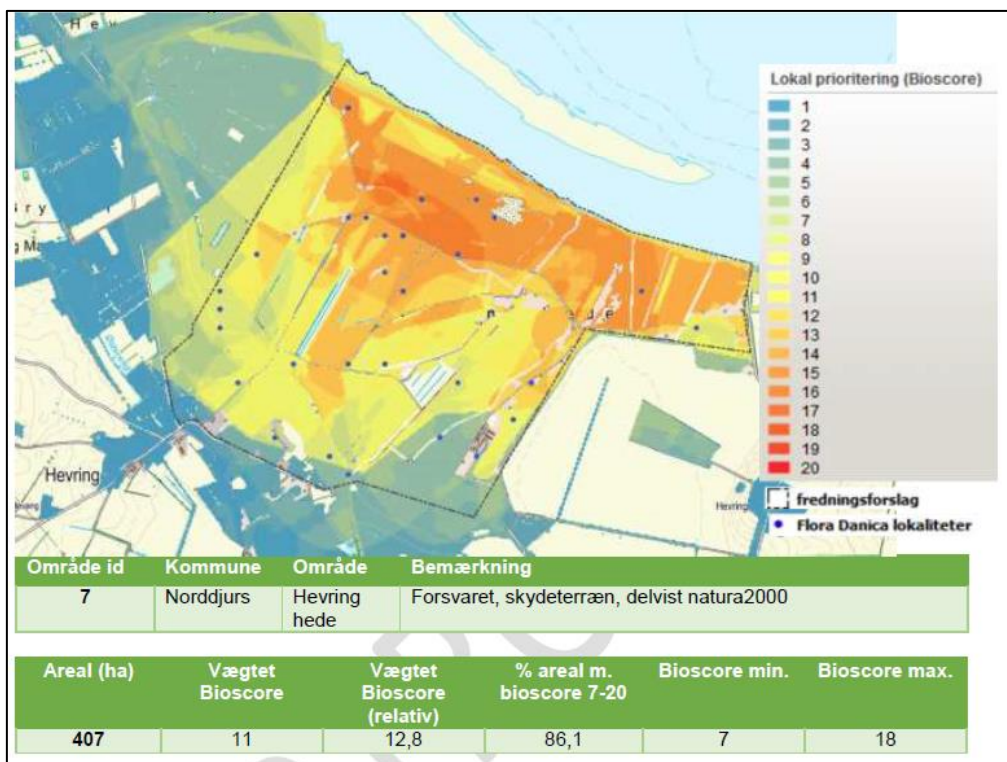 H e v
Lokal prioritering (Bioscore)
1
2
3
4
5
6
7
8
9
10
11
12
13
14
15
16
17
18
19
20
fredningsforslag
Flora Danica lokaliteter
r y
g Ma
n
d e
Hevring
Hevring
Område id Kommune Område Bemærkning
7 Norddjurs Hevring Forsvaret, skydeterræn, delvist natura2000
hede
Areal (ha) Vægtet Vægtet % areal m. Bioscore min. Bioscore max.
Bioscore Bioscore bioscore 7-20
(relativ)
407 11 12,8 86,1 7 18